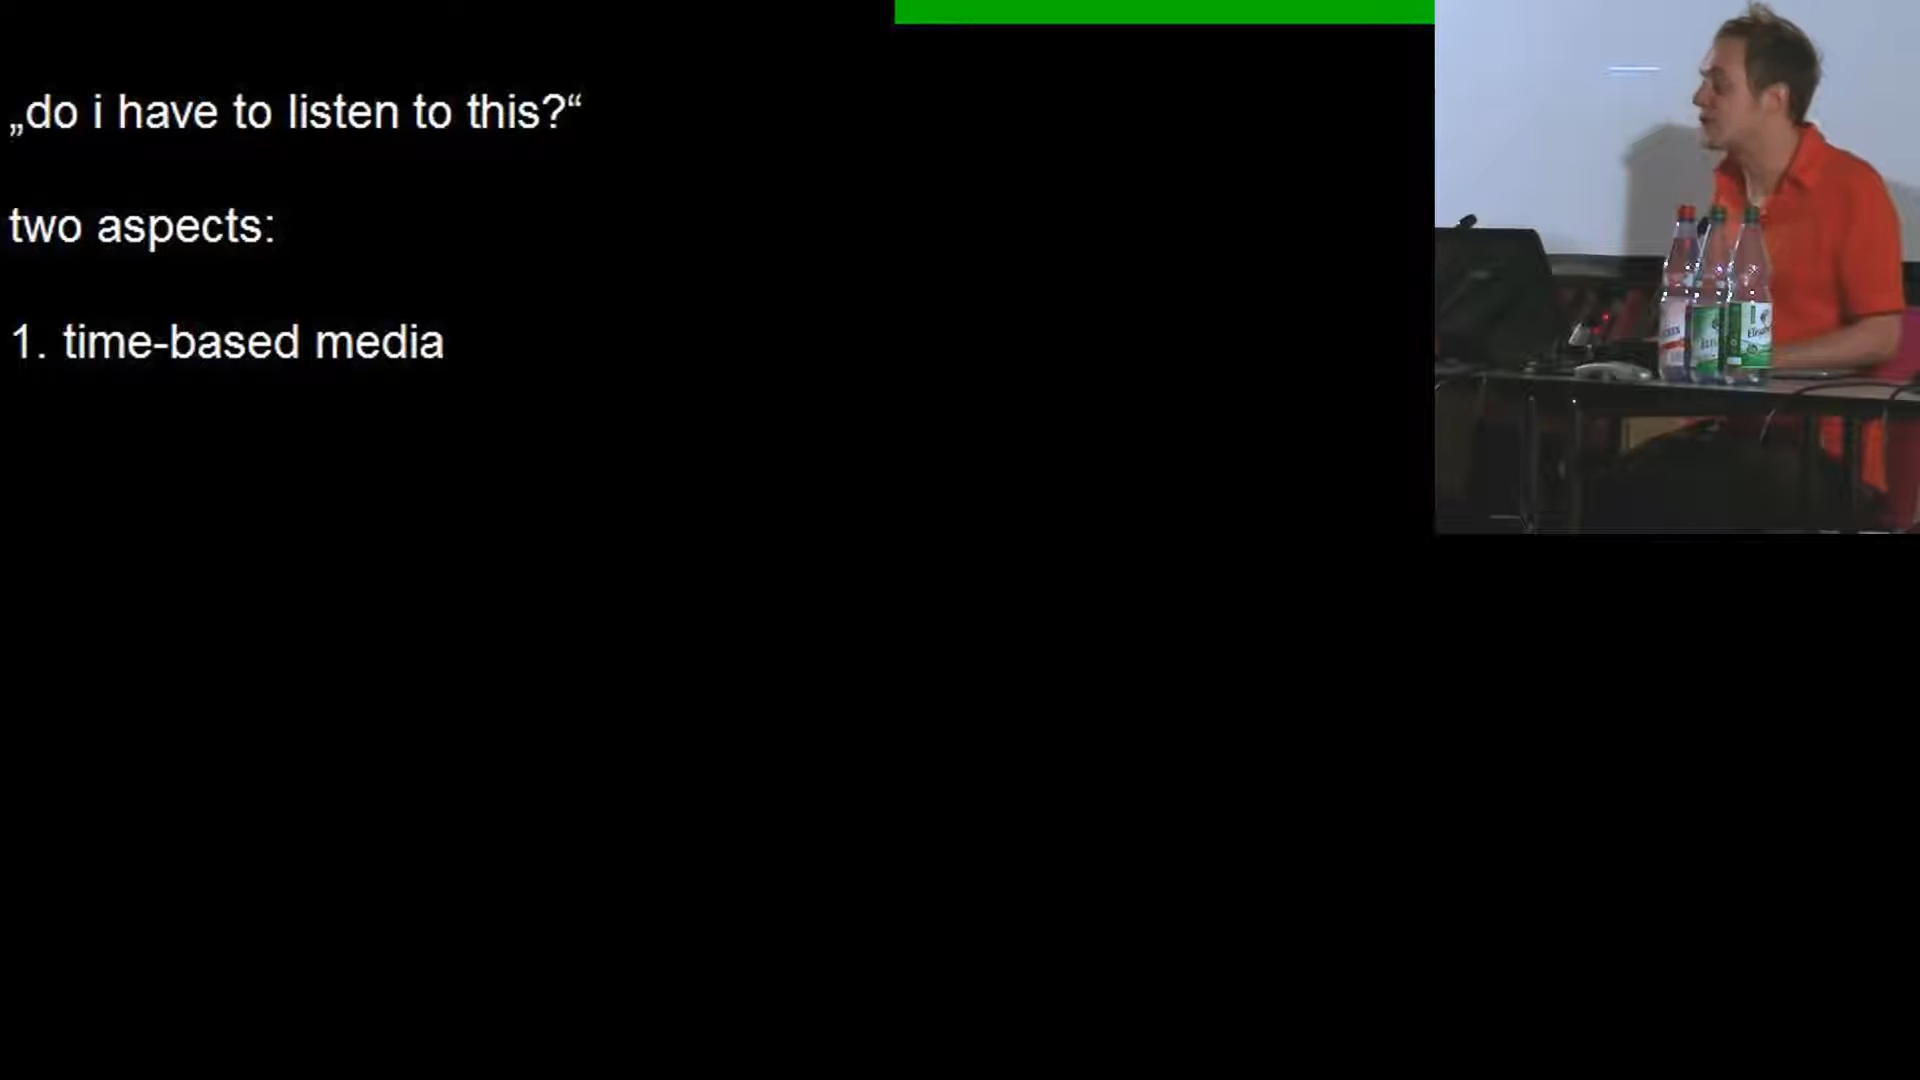 „do i have to listen to this?“
two aspects:
1. time-based media